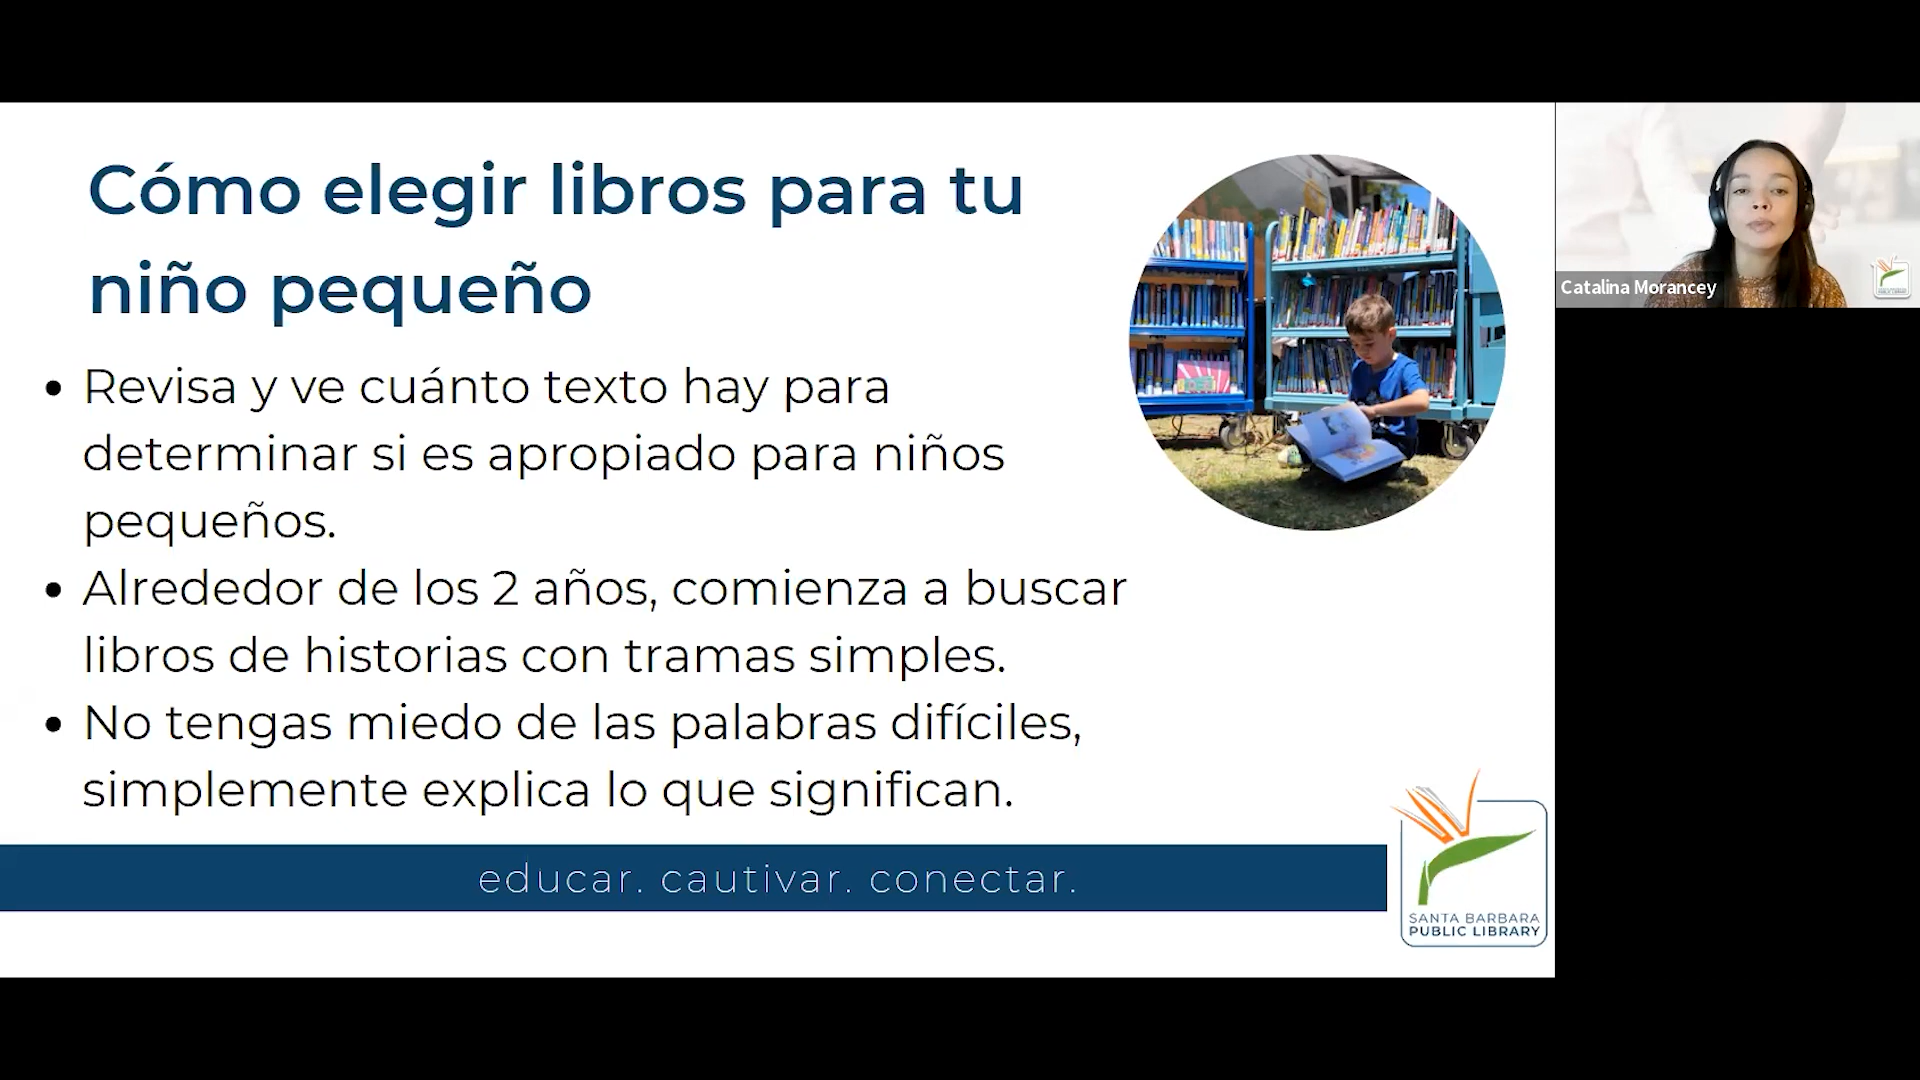 Cómo elegir libros para tu
niño pequeño
• Revisa y ve cuánto texto hay para
determinar si es apropiado para niños
pequeños.
• Alrededor de los 2 años, comienza a buscar
libros de historias con tramas simples.
• No tengas miedo de las palabras difíciles,
simplemente explica lo que significan.
educar. cautivar. conectar.
SANTA BARBARA
PUBLIC LIBRARY
Catalina Morancey